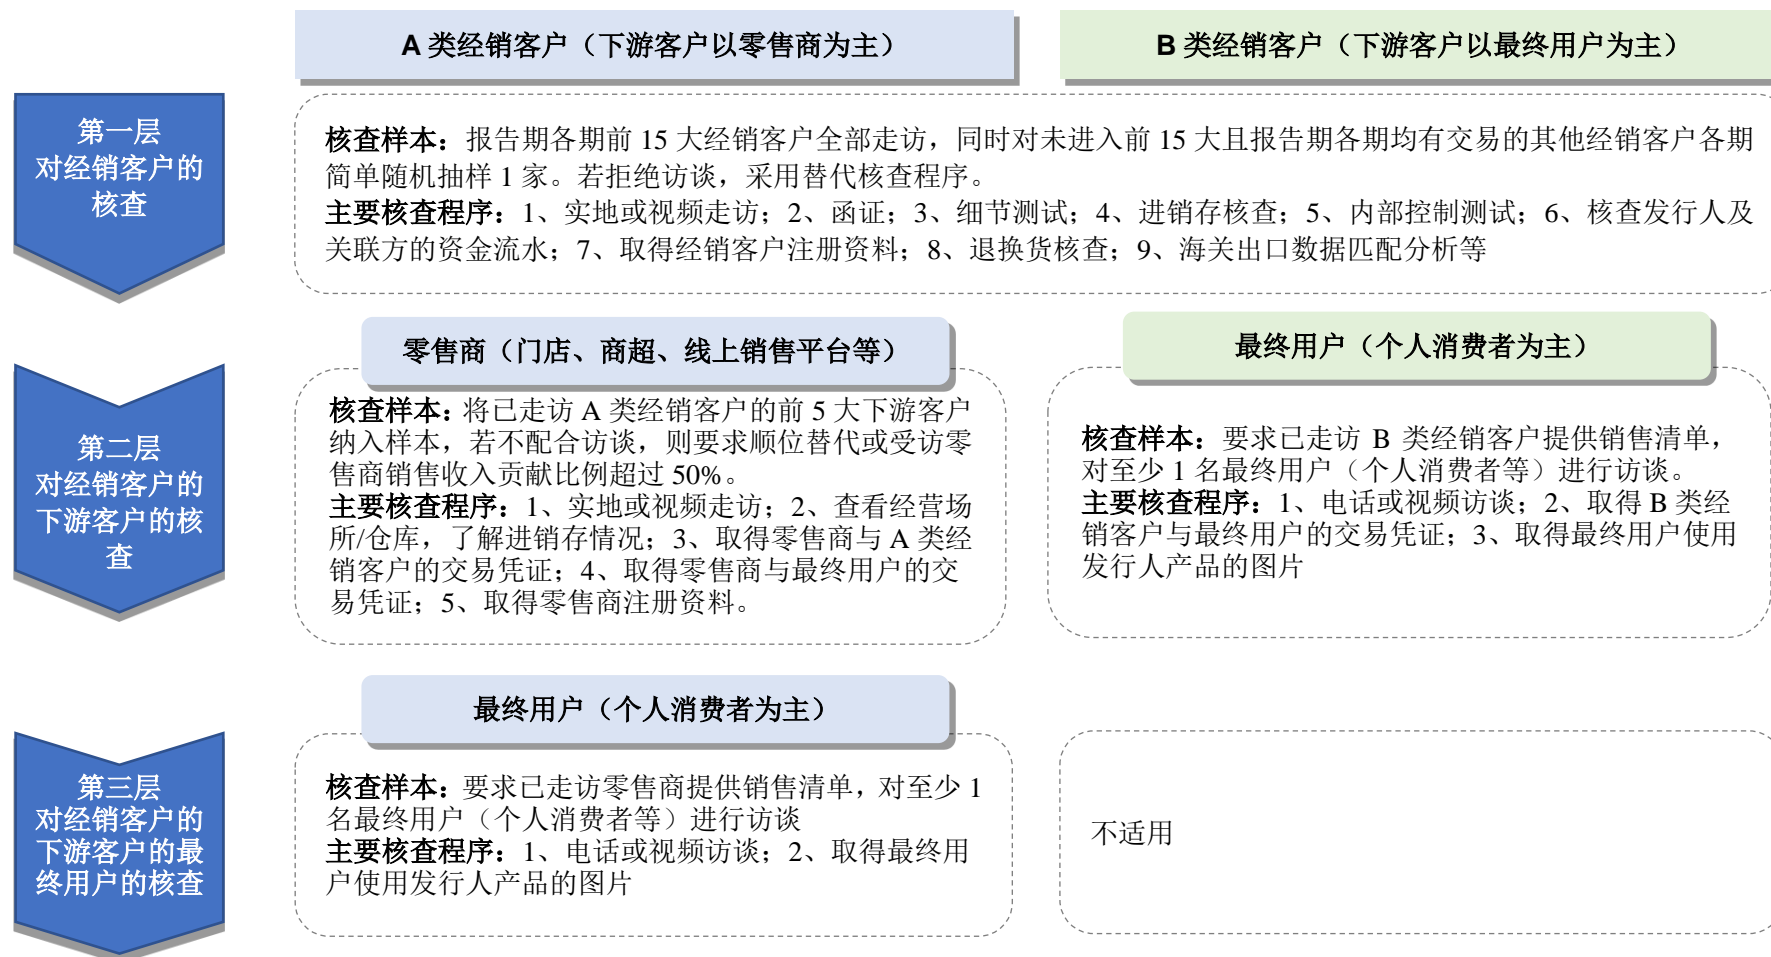 A 类经销客户（下游客户以零售商为主）
B 类经销客户（下游客户以最终用户为主）
第一层
对经销客户的
核查
核查样本：报告期各期前 15 大经销客户全部走访，同时对未进入前 15 大且报告期各期均有交易的其他经销客户各期
简单随机抽样 1 家。若拒绝访谈，采用替代核查程序。
主要核查程序：1、实地或视频走访；2、函证；3、细节测试；4、进销存核查；5、内部控制测试；6、核查发行人及
关联方的资金流水；7、取得经销客户注册资料；8、退换货核查；9、海关出口数据匹配分析等
第二层
对经销客户的
下游客户的核
查
零售商（门店、商超、线上销售平台等）
核查样本：将已走访 A 类经销客户的前 5 大下游客户
纳入样本，若不配合访谈，则要求顺位替代或受访零
售商销售收入贡献比例超过 50%。
主要核查程序：1、实地或视频走访；2、查看经营场
所/仓库，了解进销存情况；3、取得零售商与 A 类经
销客户的交易凭证；4、取得零售商与最终用户的交
易凭证；5、取得零售商注册资料。
最终用户（个人消费者为主）
核查样本：要求已走访 B 类经销客户提供销售清单，
对至少 1 名最终用户（个人消费者等）进行访谈。
主要核查程序：1、电话或视频访谈；2、取得 B 类经
销客户与最终用户的交易凭证；3、取得最终用户使用
发行人产品的图片
第三层
对经销客户的
下游客户的最
终用户的核查
最终用户（个人消费者为主）
核查样本：要求已走访零售商提供销售清单，对至少 1
名最终用户（个人消费者等）进行访谈
主要核查程序：1、电话或视频访谈；2、取得最终用
户使用发行人产品的图片
不适用